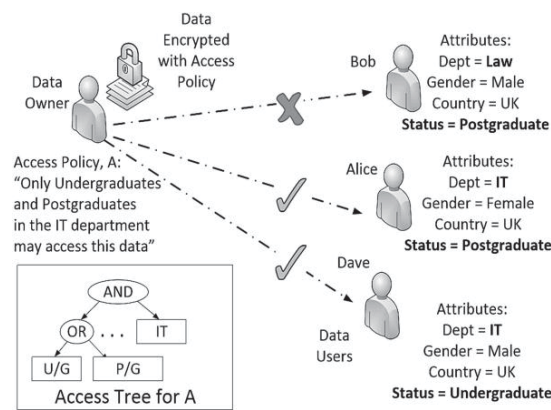 Data
Encrypted
with Access
Policy
Data
Owner
Access Policy, A:
“Only Undergraduates
and Postgraduates
in the IT department
may access this data”
AND
OR . . . IT
U/G P/G
Access Tree for A
Bob
Attributes:
Dept = Law
Gender = Male
Country = UK
Status = Postgraduate
Alice
Attributes:
Dept = IT
Gender = Female
Country = UK
Status = Postgraduate
Dave
Data
Users
Attributes:
Dept = IT
Gender = Male
Country = UK
Status = Undergraduate